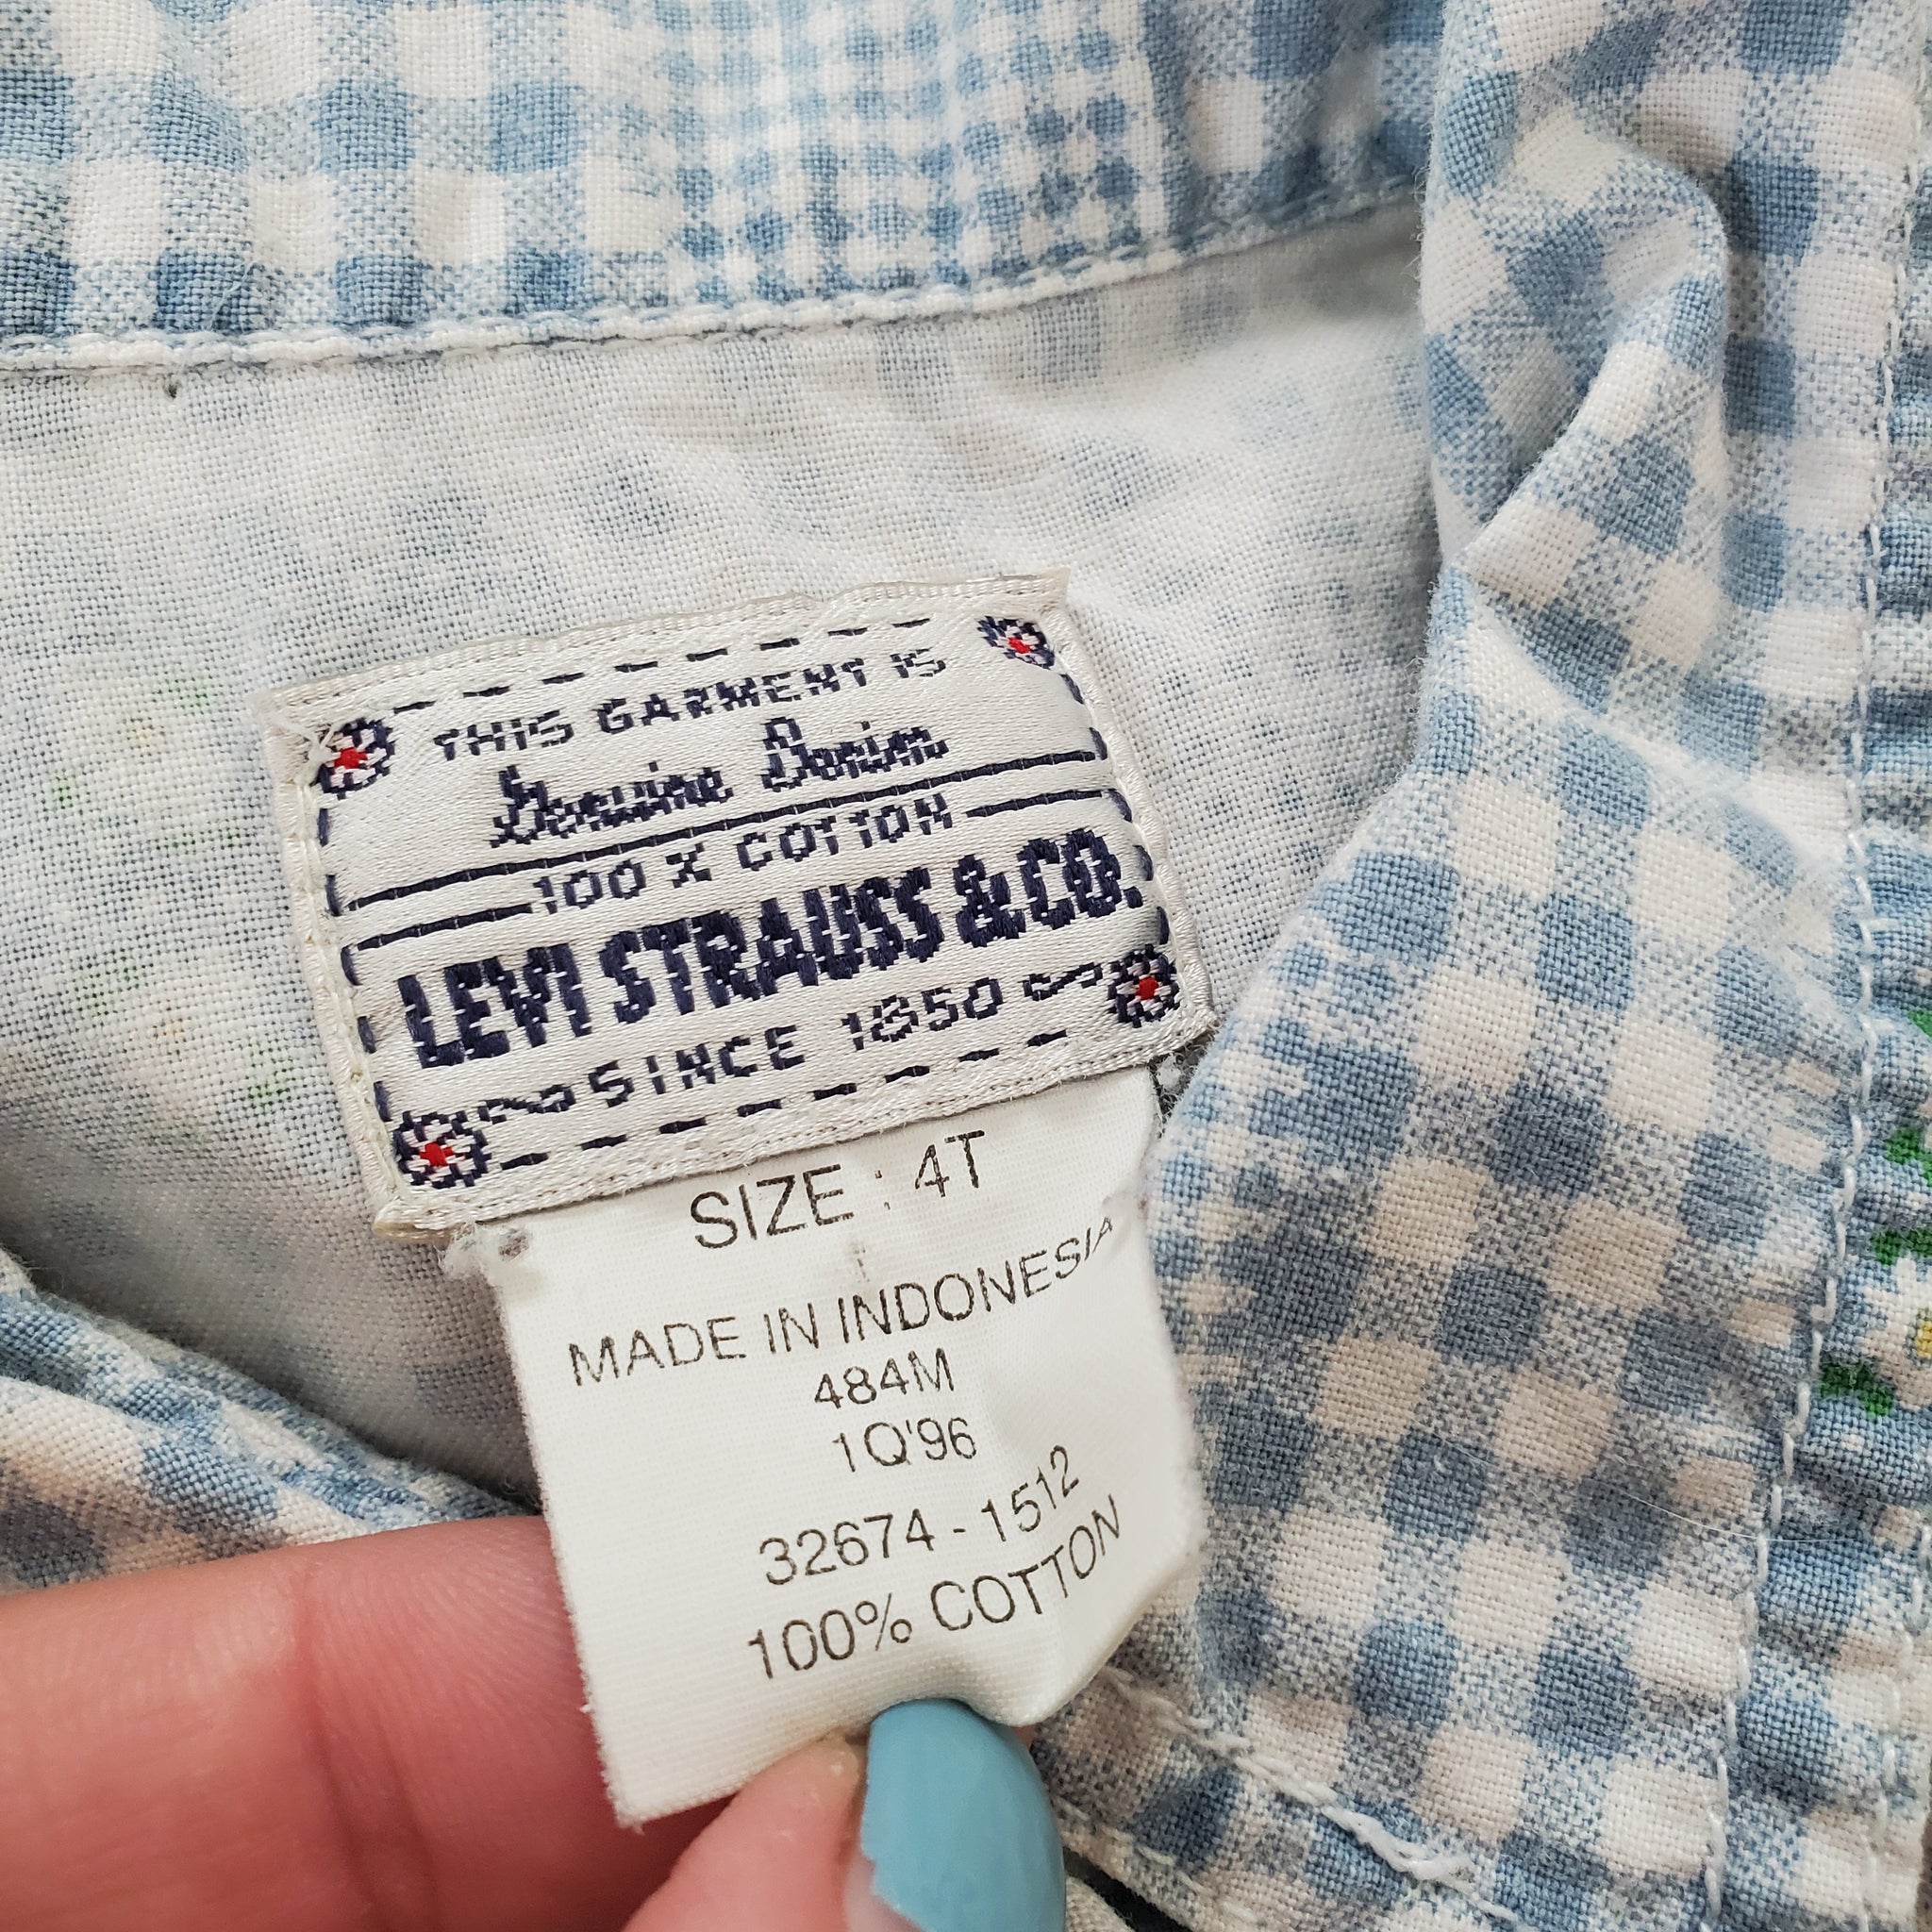 THIS GARMENT IS
Genuine Denim
100 % COTTON
LEVI STRAUSS & CO.
SINCE 1850
SIZE : 4T
MADE IN INDONESIA
484M
1Q'96
32674 - 1512
100% COTTON